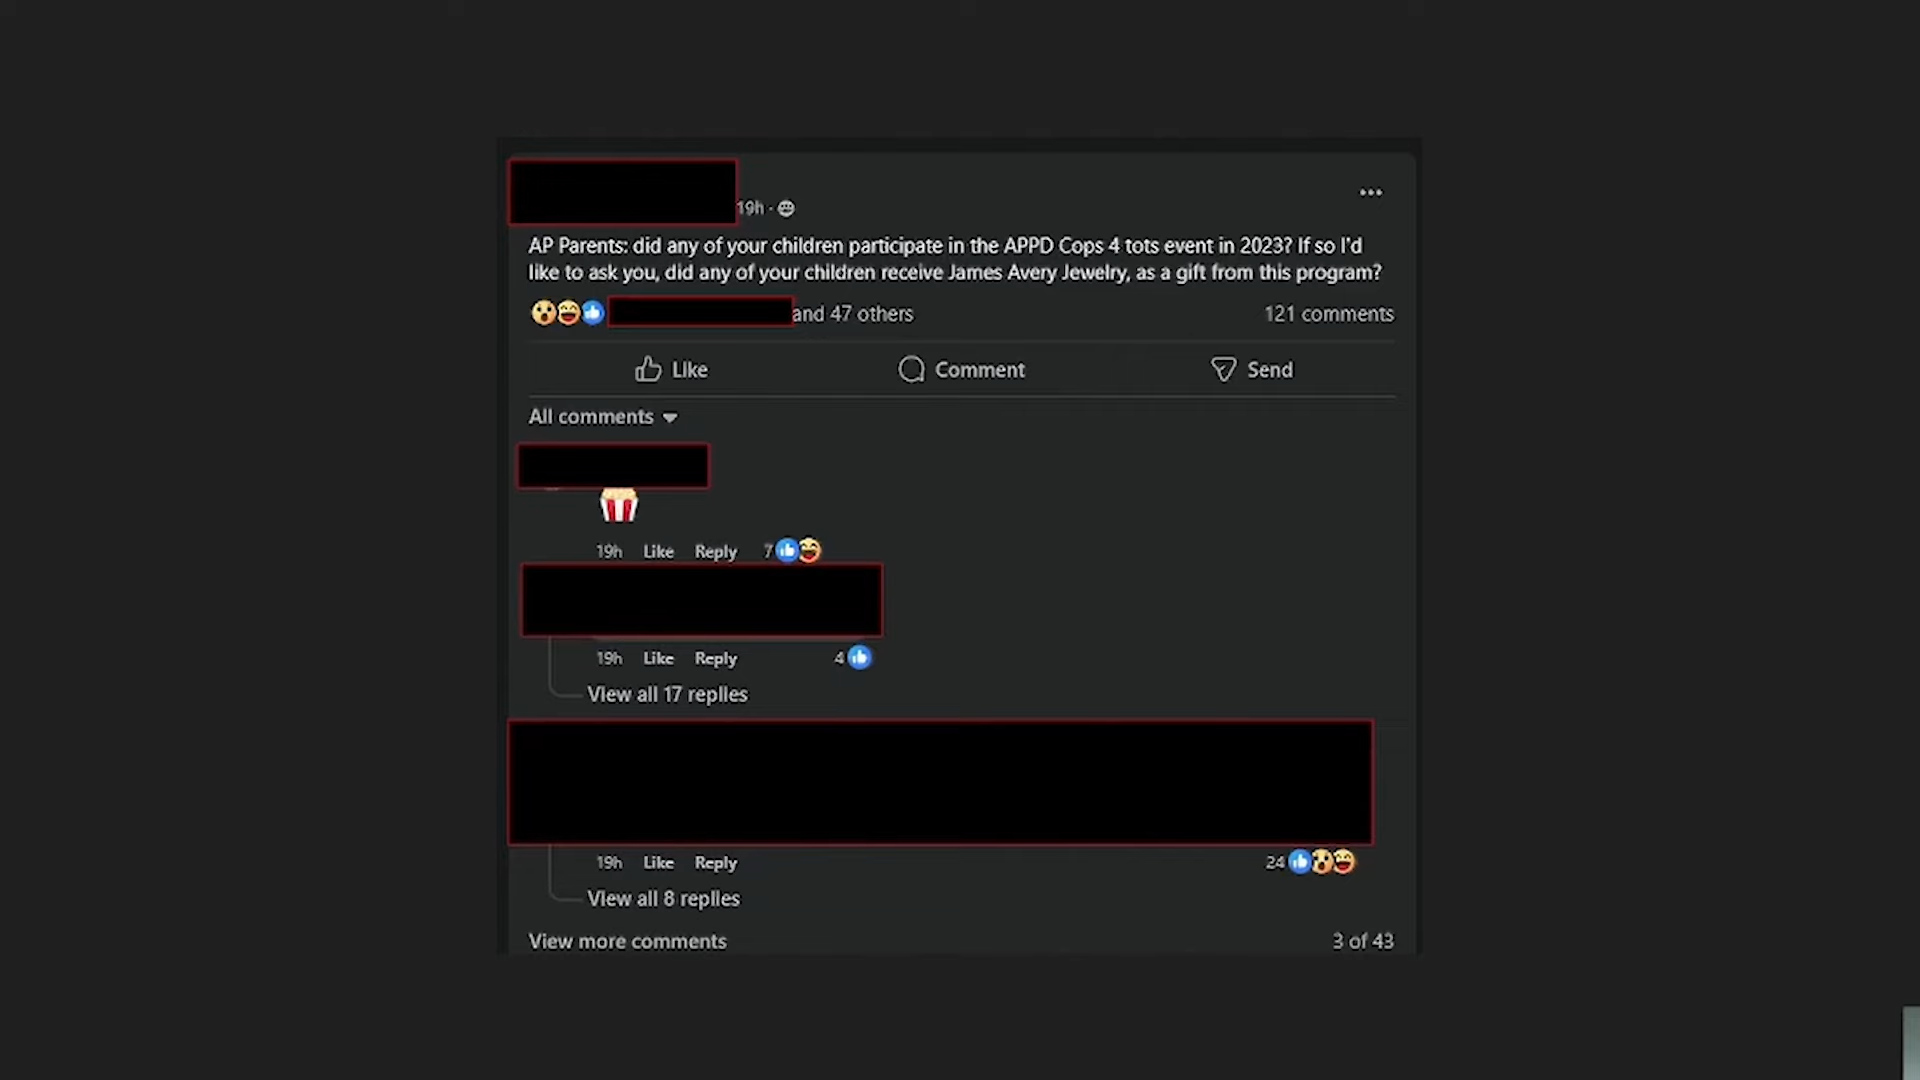 19h ·
AP Parents: did any of your children participate in the APPD Cops 4 tots event in 2023? If so I'd
like to ask you, did any of your children receive James Avery Jewelry, as a gift from this program?
and 47 others 121 comments
Like Comment Send
All comments
19h Like Reply 7
19h Like Reply 4
View all 17 replies
19h Like Reply 24
View all 8 replies
View more comments 3 of 43